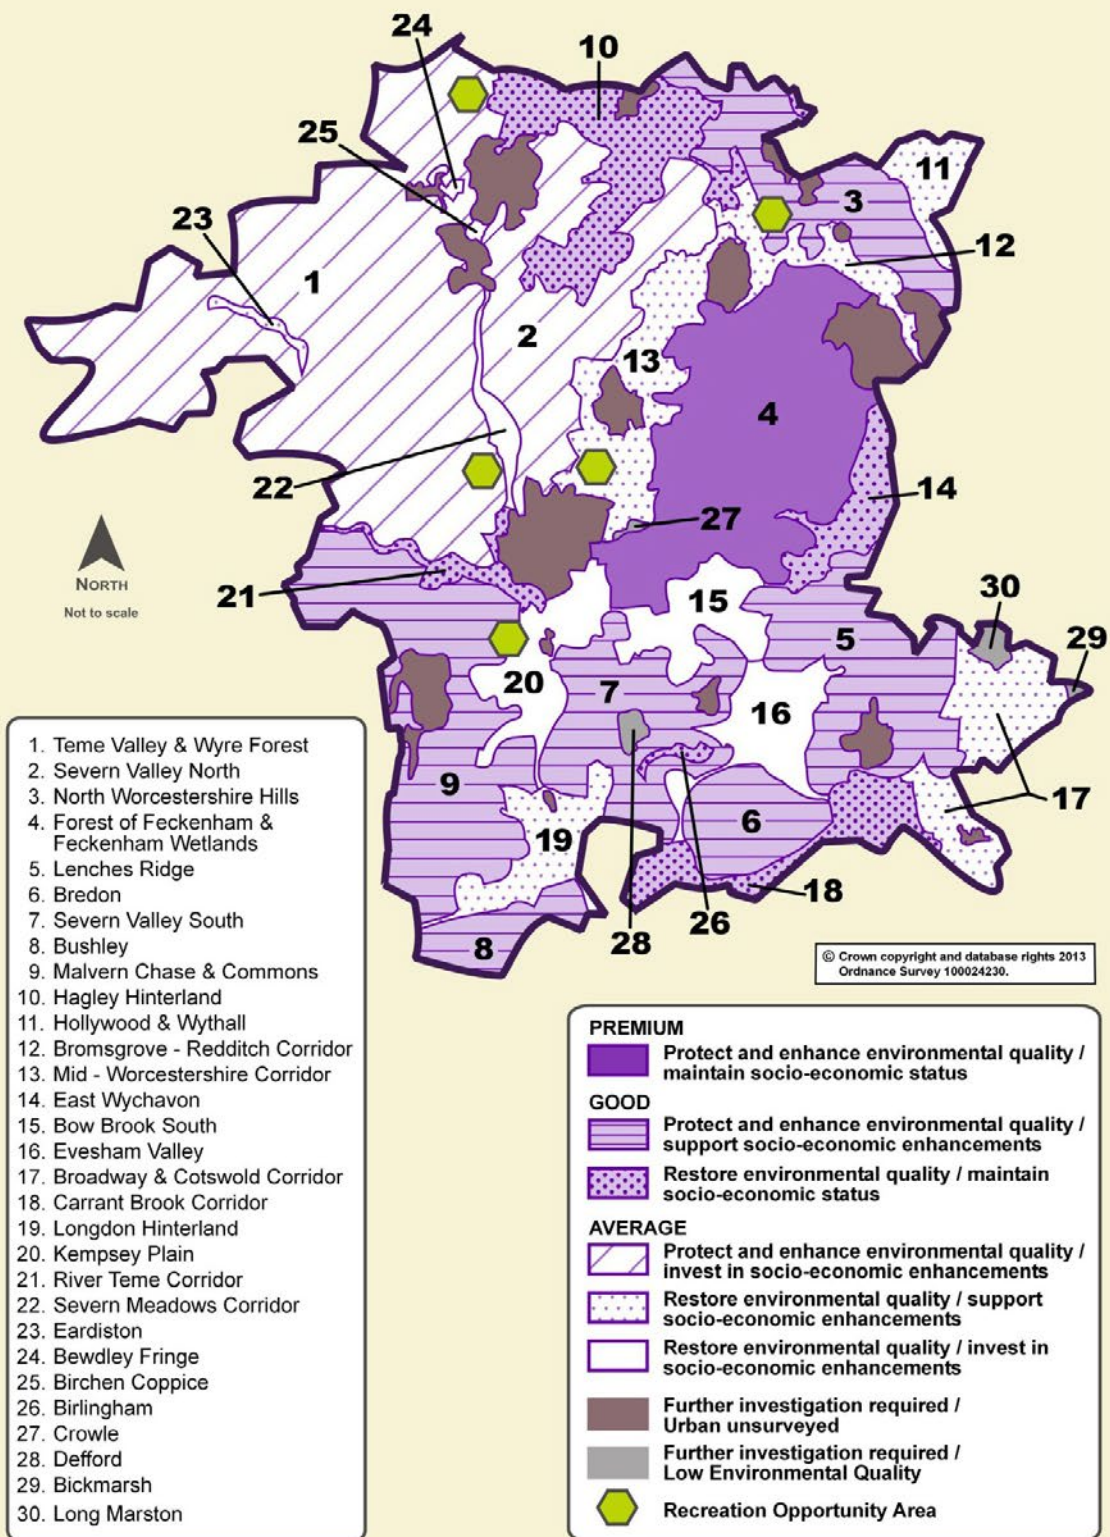 24
10
25
11
3
23
12
1
2
13
4
22
14
27
NORTH
Not to scale
21
15
30
5
29
20
7
16
9
17
6
19
18
26
28
8
1. Teme Valley & Wyre Forest
2. Severn Valley North
3. North Worcestershire Hills
4. Forest of Feckenham &
Feckenham Wetlands
5. Lenches Ridge
6. Bredon
7. Severn Valley South
8. Bushley
9. Malvern Chase & Commons
10. Hagley Hinterland
11. Hollywood & Wythall
12. Bromsgrove - Redditch Corridor
13. Mid - Worcestershire Corridor
14. East Wychavon
15. Bow Brook South
16. Evesham Valley
17. Broadway & Cotswold Corridor
18. Carrant Brook Corridor
19. Longdon Hinterland
20. Kempsey Plain
21. River Teme Corridor
22. Severn Meadows Corridor
23. Eardiston
24. Bewdley Fringe
25. Birchen Coppice
26. Birlingham
27. Crowle
28. Defford
29. Bickmarsh
30. Long Marston
© Crown copyright and database rights 2013
Ordnance Survey 100024230.
PREMIUM
Protect and enhance environmental quality /
maintain socio-economic status
GOOD
Protect and enhance environmental quality /
support socio-economic enhancements
Restore environmental quality / maintain
socio-economic status
AVERAGE
Protect and enhance environmental quality /
invest in socio-economic enhancements
Restore environmental quality / support
socio-economic enhancements
Restore environmental quality / invest in
socio-economic enhancements
Further investigation required /
Urban unsurveyed
Further investigation required /
Low Environmental Quality
Recreation Opportunity Area